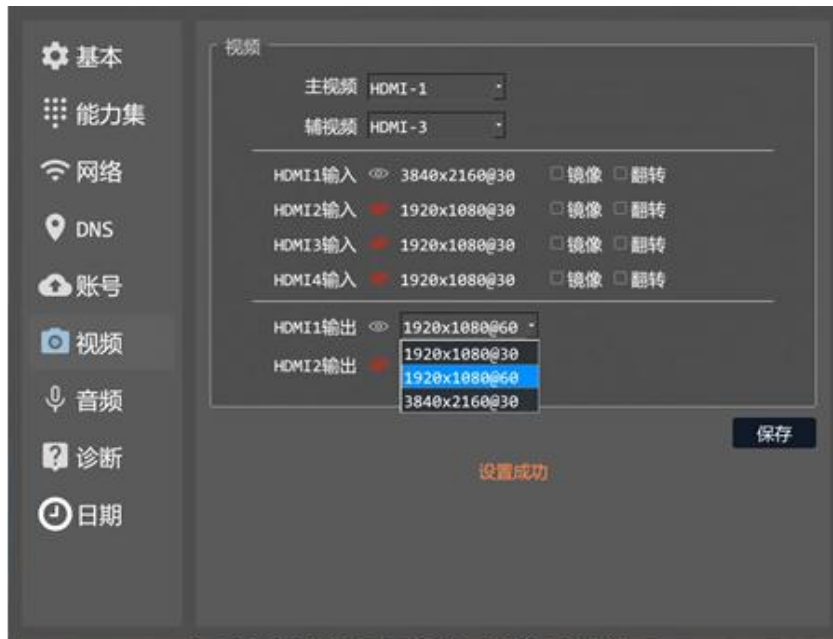 基本
能力集
网络
DNS
账号
视频
音频
诊断
日期
视频
主视频 HDMI-1
辅视频 HDMI-3
HDMI1输入 3840x2160@30 镜像 翻转
HDMI2输入 1920x1080@30 镜像 翻转
HDMI3输入 1920x1080@30 镜像 翻转
HDMI4输入 1920x1080@30 镜像 翻转
HDMI1输出 1920x1080@60
1920x1080@30
HDMI2输出 1920x1080@60
3840x2160@30
保存
设置成功